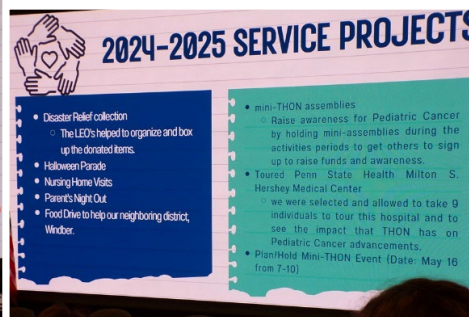 2024-2025 SERVICE PROJECTS
Disaster Relief collection
The LEO's helped to organize and box
up the donated items.
Halloween Parade
Nursing Home Visits
Parent's Night Out
Food Drive to help our neighboring district,
Windber.
mini-THON assemblies
Raise awareness for Pediatric Cancer
by holding mini-assemblies during the
activities periods to get others to sign
up to raise funds and awareness.
Toured Penn State Health Milton S.
Hershey Medical Center
we were selected and allowed to take 9
individuals to tour this hospital and to
see the impact that THON has on
Pediatric Cancer advancements.
Plan/Hold Mini-THON Event (Date: May 16
from 7-10)